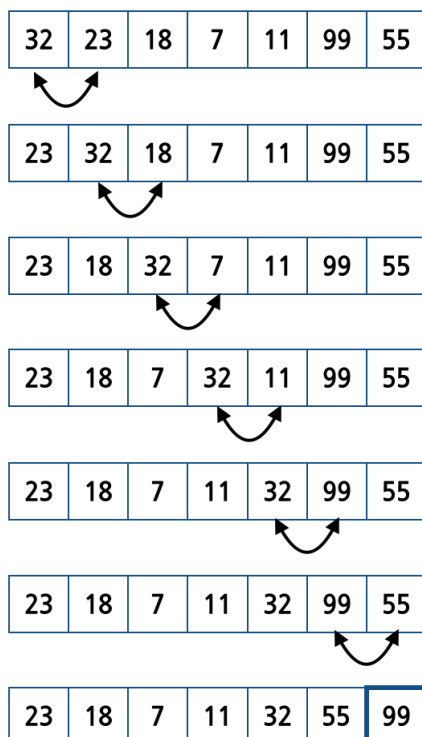 32 23 18 7 11 99 55
23 32 18 7 11 99 55
23 18 32 7 11 99 55
23 18 7 32 11 99 55
23 18 7 11 32 99 55
23 18 7 11 32 99 55
23 18 7 11 32 55 99